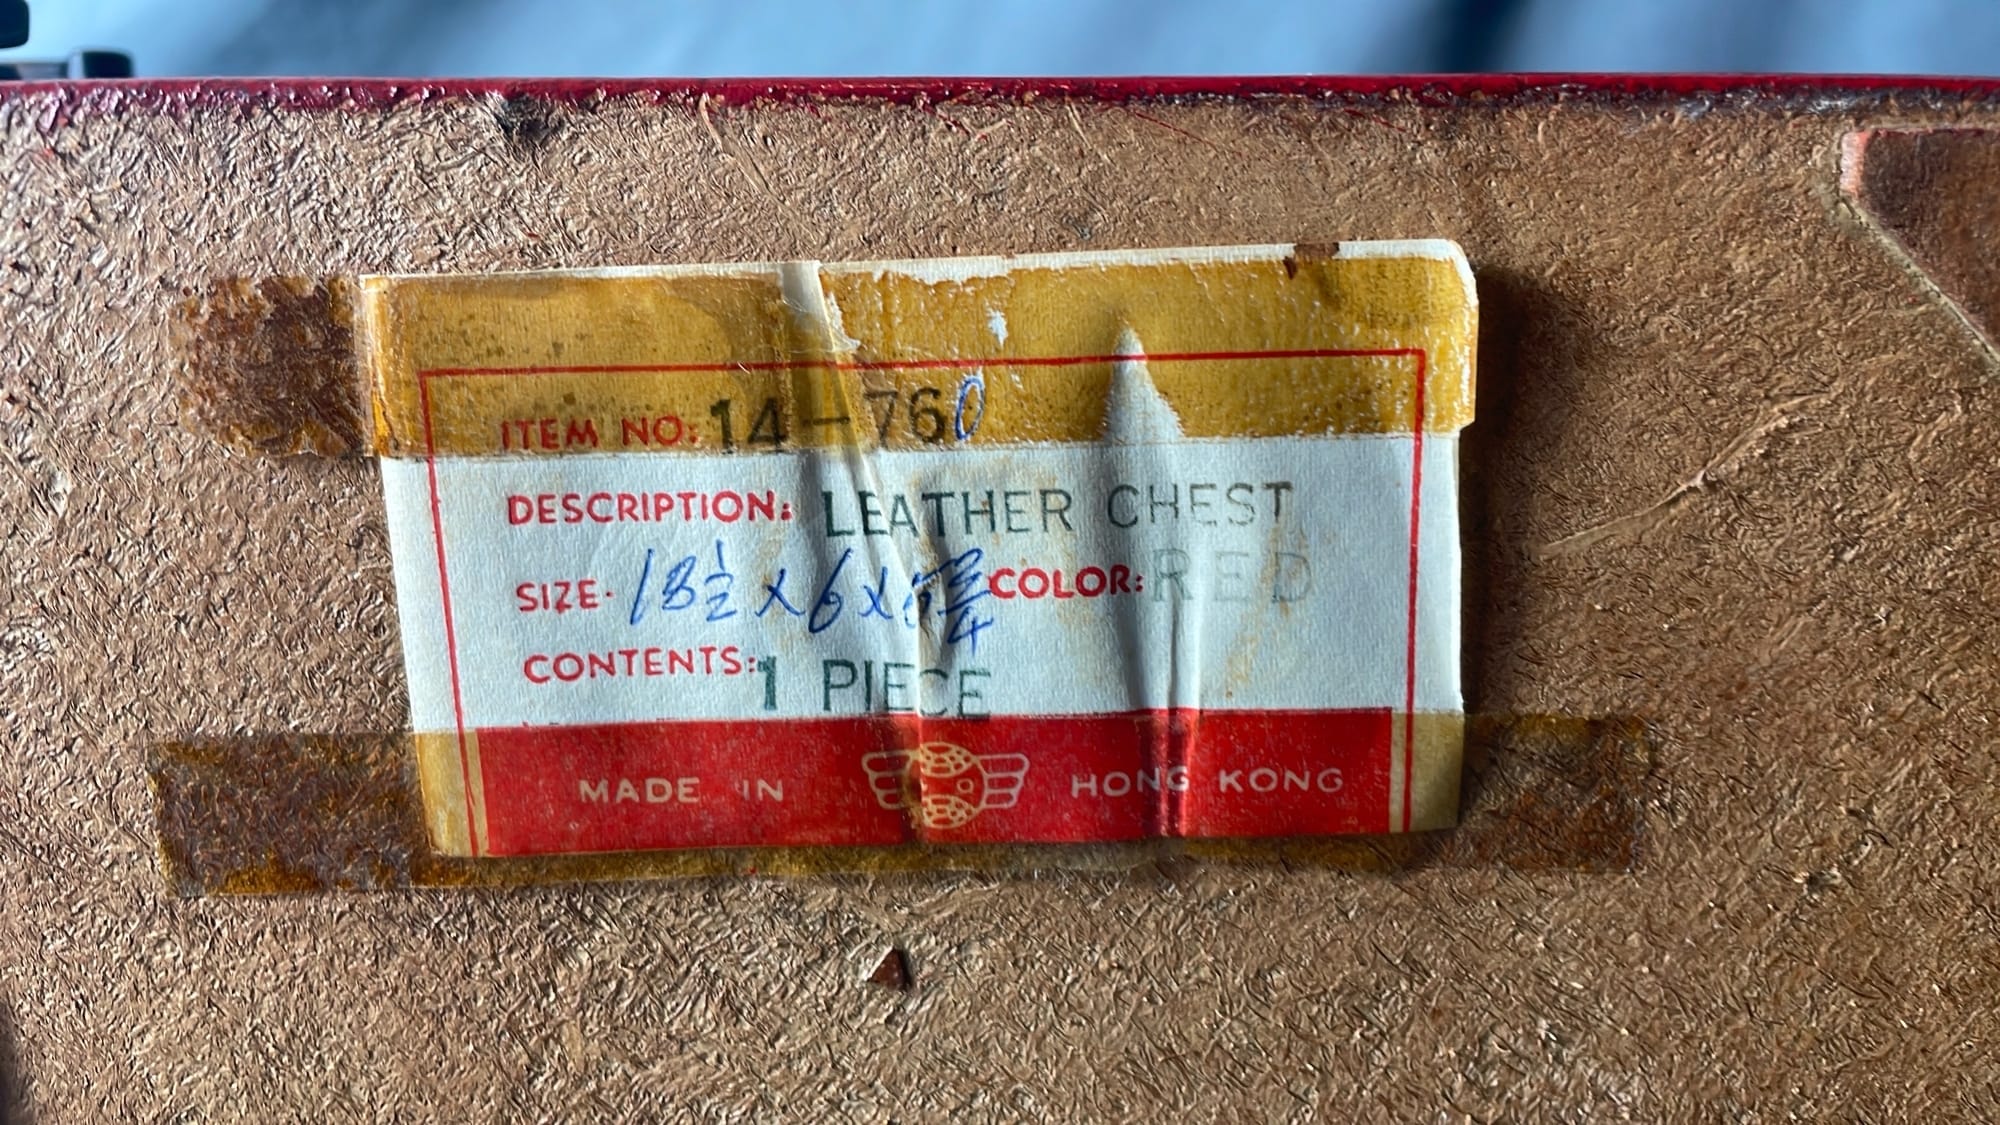 ITEM NO: 14-760
DESCRIPTION: LEATHER CHEST
SIZE. 13½ x 6 x 5¾ COLOR: RED
CONTENTS: 1 PIECE
MADE IN HONG KONG